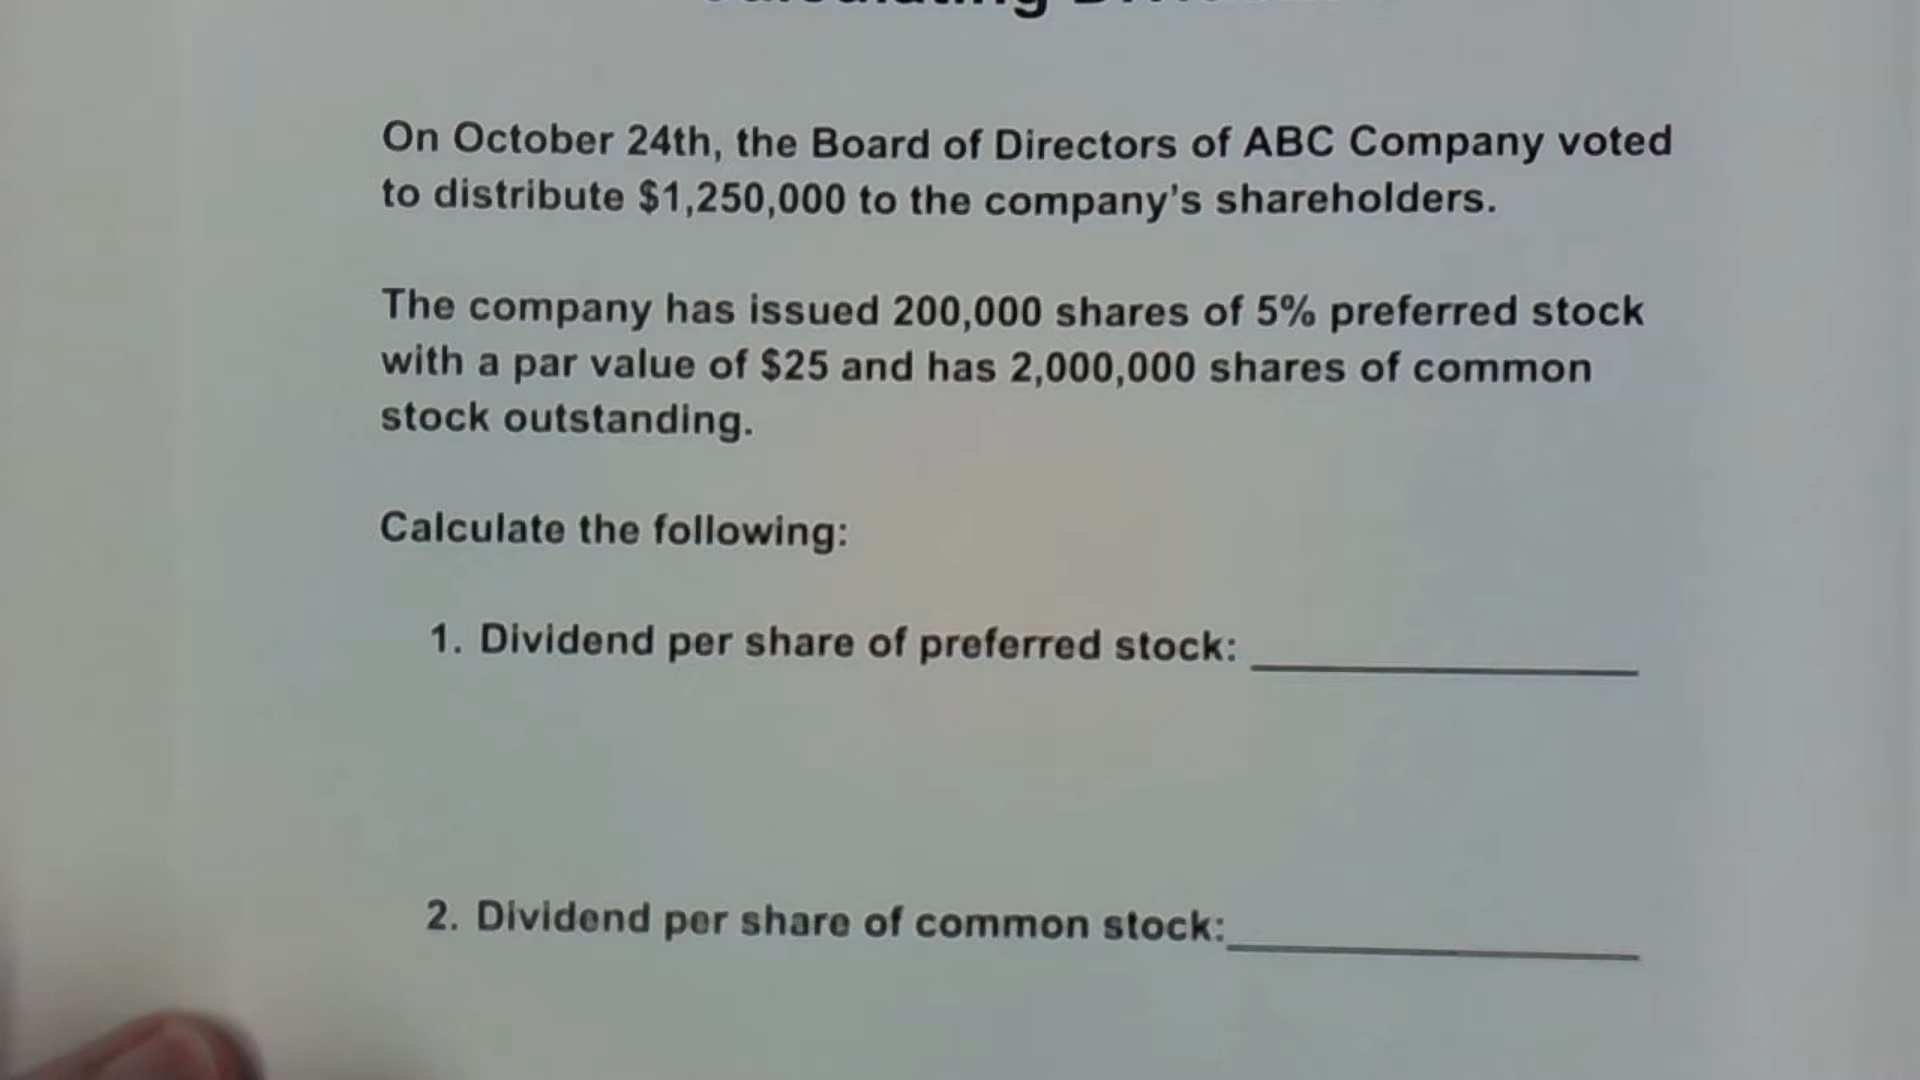 On October 24th, the Board of Directors of ABC Company voted
to distribute $1,250,000 to the company's shareholders.
The company has issued 200,000 shares of 5% preferred stock
with a par value of $25 and has 2,000,000 shares of common
stock outstanding.
Calculate the following:
1. Dividend per share of preferred stock:
2. Dividend per share of common stock: